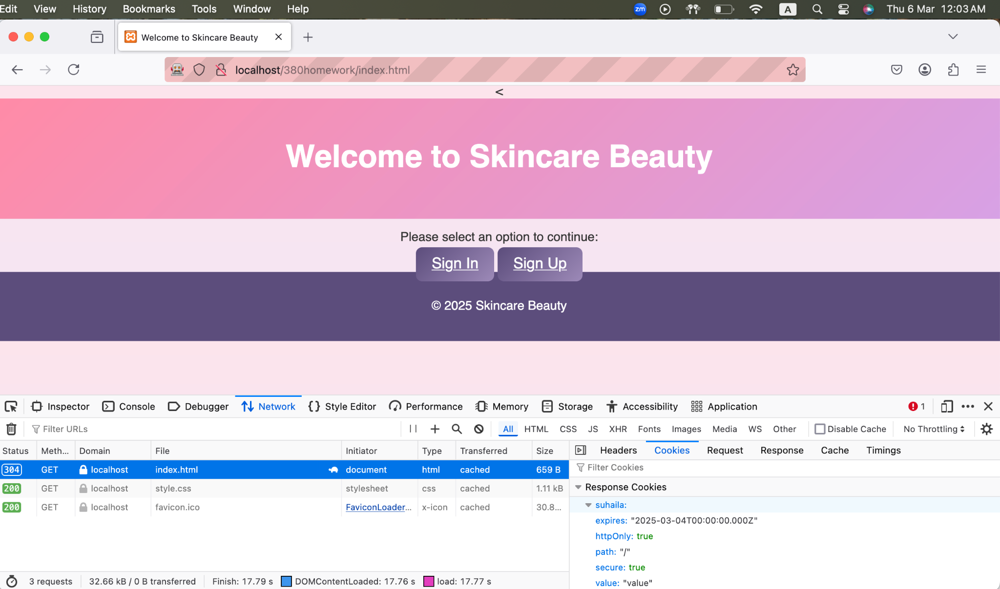 Edit View History Bookmarks Tools Window Help zm A Thu 6 Mar 12:03 AM
Welcome to Skincare Beauty
localhost/380homework/index.html
<
Welcome to Skincare Beauty
Please select an option to continue:
Sign In Sign Up
© 2025 Skincare Beauty
Inspector Console Debugger Network Style Editor Performance Memory Storage Accessibility Application 1
Filter URLs All HTML CSS JS XHR Fonts Images Media WS Other Disable Cache No Throttling
Status Meth... Domain File Initiator Type Transferred Size
304 GET localhost index.html document html cached 659 B
200 GET localhost style.css stylesheet css cached 1.11 kB
200 GET localhost favicon.ico FaviconLoader... x-icon cached 30.8...
3 requests 32.66 kB / 0 B transferred Finish: 17.79 s DOMContentLoaded: 17.76 s load: 17.77 s
Headers Cookies Request Response Cache Timings
Filter Cookies
Response Cookies
suhaila:
expires: "2025-03-04T00:00:00.000Z"
httpOnly: true
path: "/"
secure: true
value: "value"